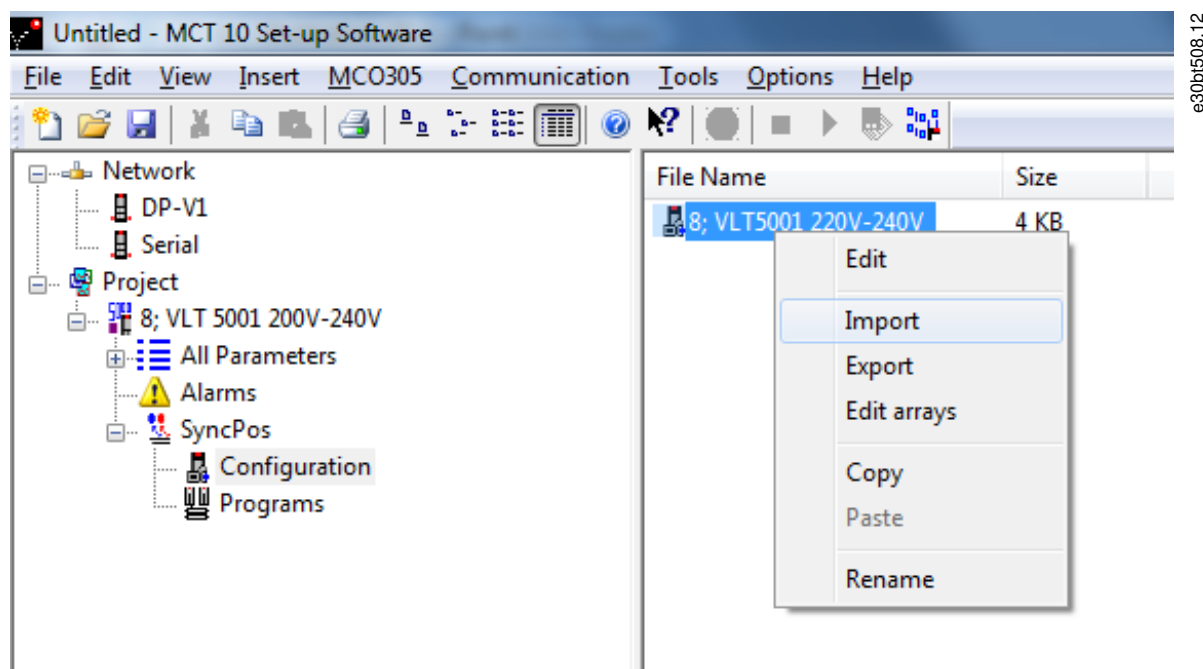 Untitled - MCT 10 Set-up Software
File Edit View Insert MCO305 Communication Tools Options Help
Network
DP-V1
Serial
Project
8; VLT 5001 200V-240V
All Parameters
Alarms
SyncPos
Configuration
Programs
File Name Size
8; VLT5001 220V-240V 4 KB
Edit
Import
Export
Edit arrays
Copy
Paste
Rename
e30bt508.12